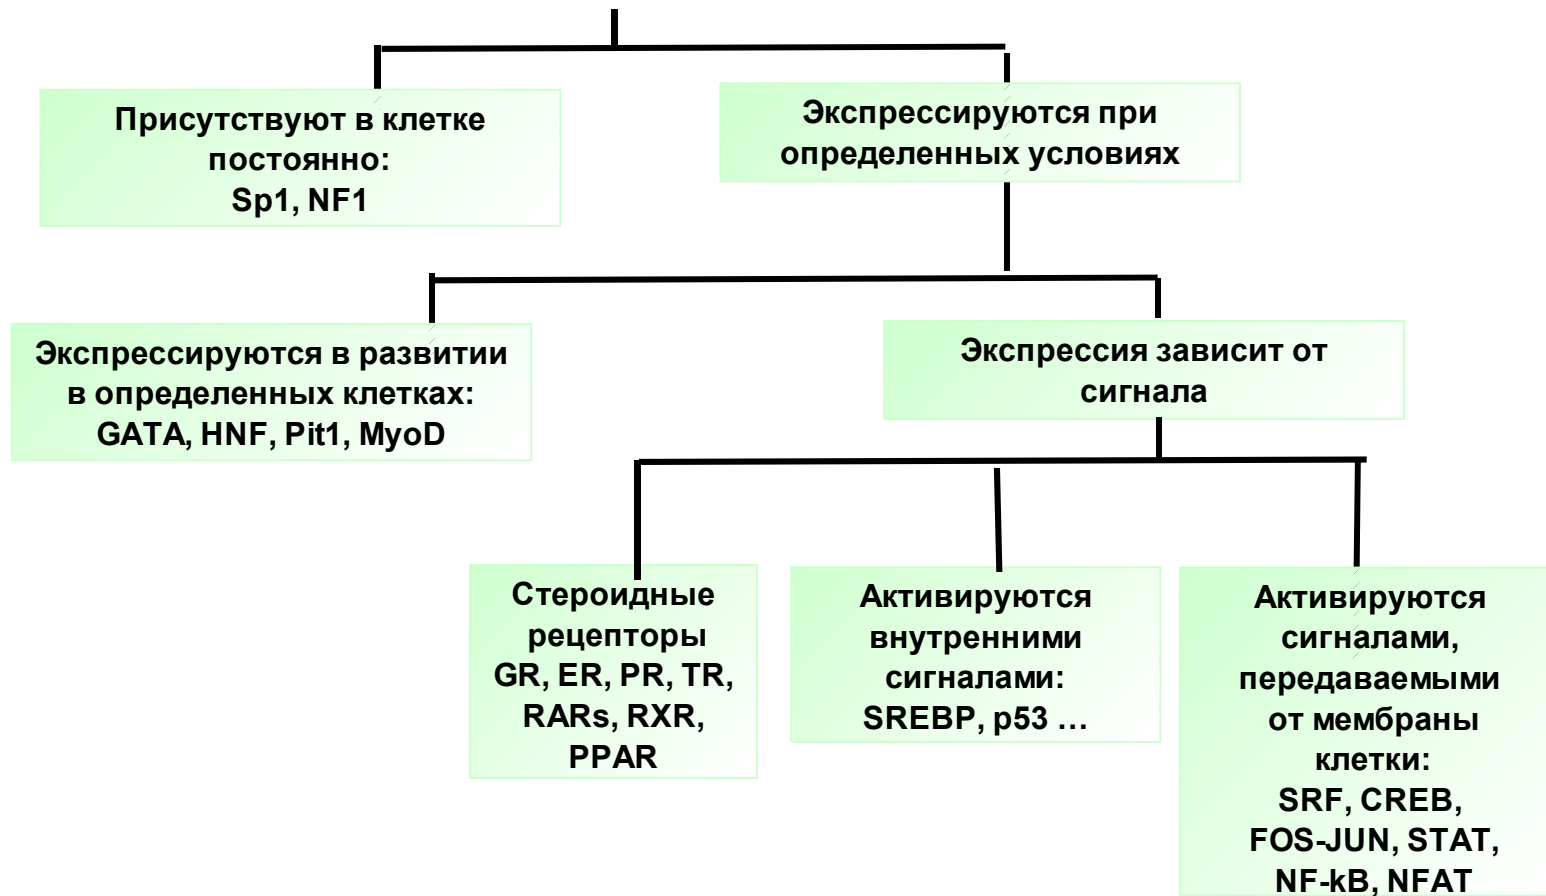 Присутствуют в клетке
постоянно:
Sp1, NF1
Экспрессируются при
определенных условиях
Экспрессируются в развитии
в определенных клетках:
GATA, HNF, Pit1, MyoD
Экспрессия зависит от
сигнала
Стероидные
рецепторы
GR, ER, PR, TR,
RARs, RXR,
PPAR
Активируются
внутренними
сигналами:
SREBP, p53 ...
Активируются
сигналами,
передаваемыми
от мембраны
клетки:
SRF, CREB,
FOS-JUN, STAT,
NF-kB, NFAT